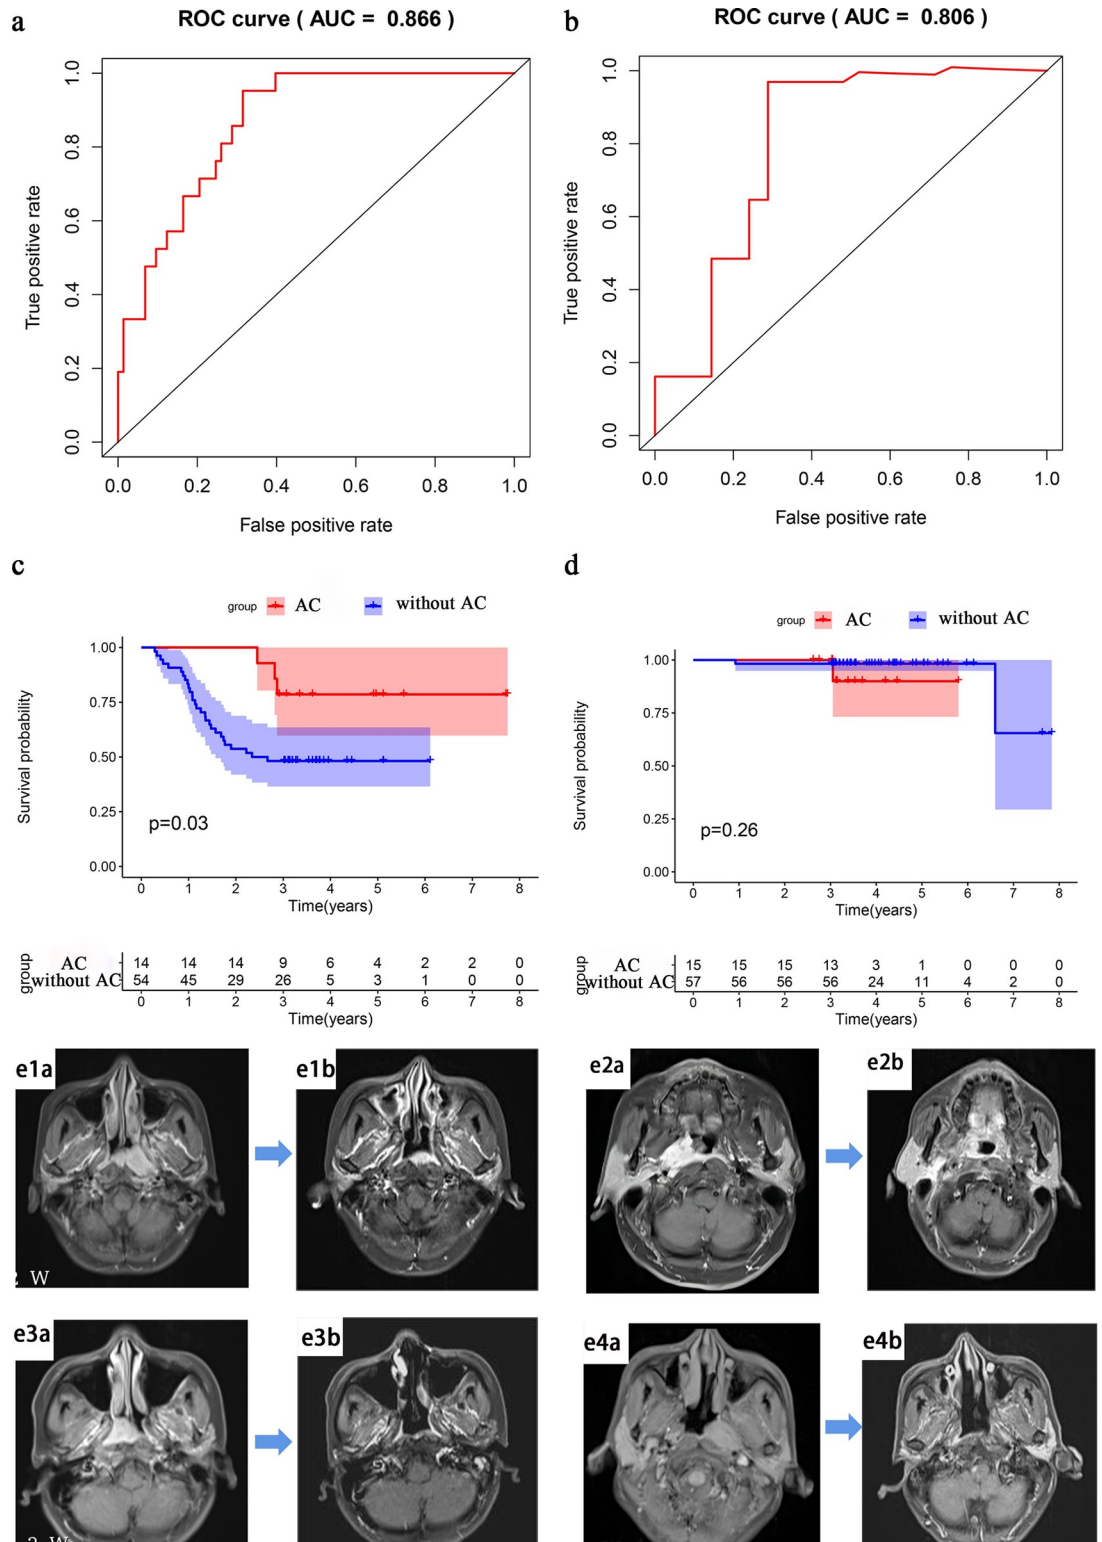 a
ROC curve ( AUC = 0.866 )
True positive rate
1.0
0.8
0.6
0.4
0.2
0.0
0.0 0.2 0.4 0.6 0.8 1.0
False positive rate
b
ROC curve ( AUC = 0.806 )
True positive rate
1.0
0.8
0.6
0.4
0.2
0.0
0.0 0.2 0.4 0.6 0.8 1.0
False positive rate
c
group AC without AC
Survival probability
1.00
0.75
0.50
0.25
0.00
p=0.03
0 1 2 3 4 5 6 7 8
Time(years)
group
AC 14 14 14 9 6 4 2 2 0
without AC 54 45 29 26 5 3 1 0 0
0 1 2 3 4 5 6 7 8
Time(years)
d
group AC without AC
Survival probability
1.00
0.75
0.50
0.25
0.00
p=0.26
0 1 2 3 4 5 6 7 8
Time(years)
group
AC 15 15 15 13 3 1 0 0 0
without AC 57 56 56 56 24 11 4 2 0
0 1 2 3 4 5 6 7 8
Time(years)
e1a
W
e1b
e2a
e2b
e3a
2 W
e3b
e4a
e4b